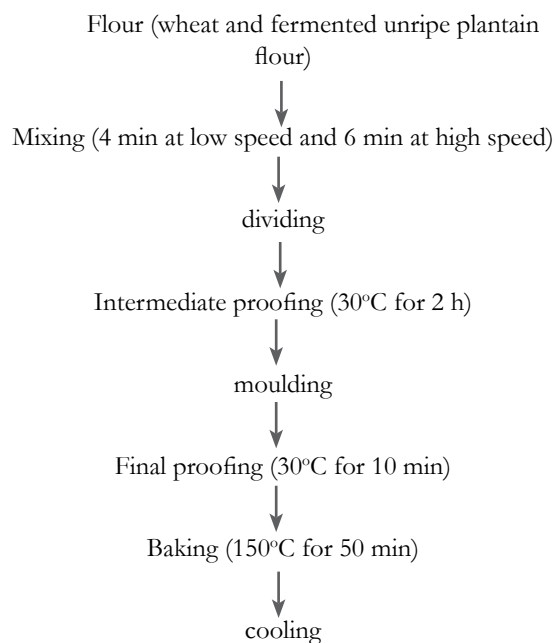 Flour (wheat and fermented unripe plantain
flour)
Mixing (4 min at low speed and 6 min at high speed)
dividing
Intermediate proofing (30°C for 2 h)
moulding
Final proofing (30°C for 10 min)
Baking (150°C for 50 min)
cooling